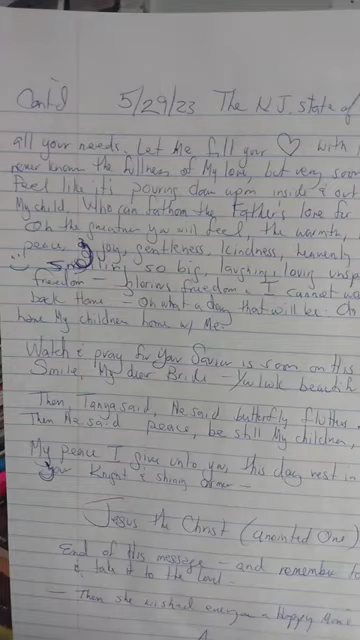 Cont'd 5/29/23 The N.J. state of
all your needs. Let Me fill your ♡ with
never known the fullness of My love, but very soon
feel like it's pouring down upon inside & out
My child. Who can fathom the Father's love for
Oh the greatness you will feel, the warmth,
peace, joy, gentleness, kindness, heavenly
smiling so big, laughing, loving
freedom — glorious freedom. I cannot
back Home — Oh what a day that will be. Oh
have My children home w/ Me.
Watch & pray for your Savior is soon on His
Smile, My dear Bride — You look
Then, Tanya said, He said butterfly
Then He said peace, be still My children,
My peace I give unto you, this day rest in
your Knight & shining armor —
Jesus the Christ (anointed One)
End of this message — and remember to
& take it to the Lord.
— Then she wished everyone a Happy